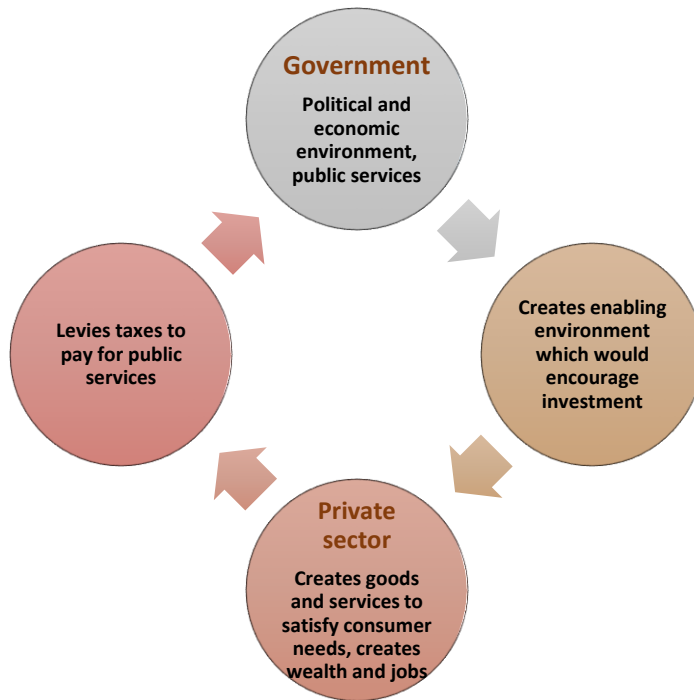 Government
Political and
economic
environment,
public services
Creates enabling
environment
which would
encourage
investment
Private
sector
Creates goods
and services to
satisfy consumer
needs, creates
wealth and jobs
Levies taxes to
pay for public
services